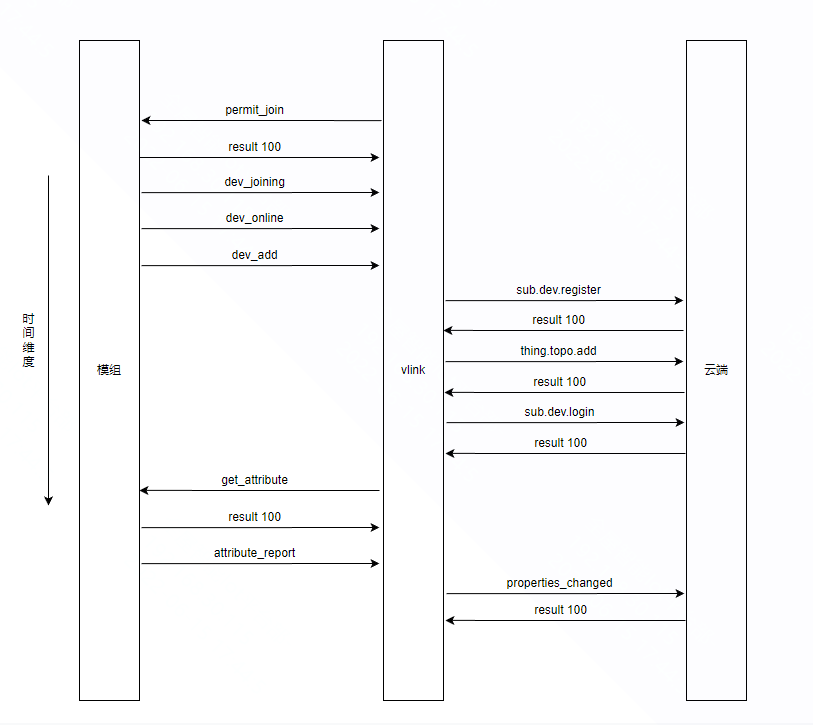 permit_join
result 100
dev_joining
dev_online
dev_add
sub.dev.register
result 100
thing.topo.add
result 100
sub.dev.login
result 100
时间维度
模组
vlink
云端
get_attribute
result 100
attribute_report
properties_changed
result 100